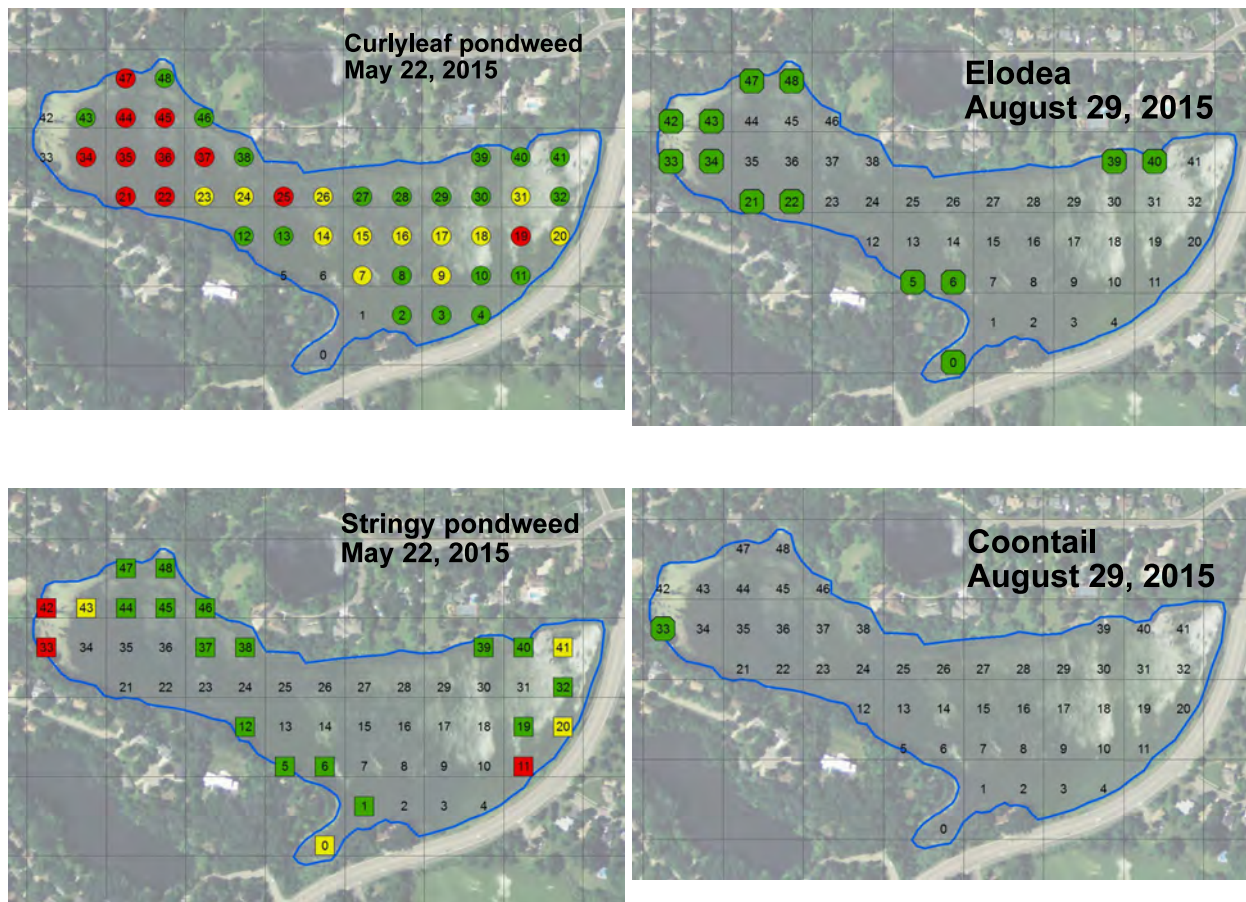 Curlyleaf pondweed
May 22, 2015
47 48
42 43 44 45 46
33 34 35 36 37 38 39 40 41
21 22 23 24 25 26 27 28 29 30 31 32
12 13 14 15 16 17 18 19 20
5 6 7 8 9 10 11
1 2 3 4
0
Elodea
August 29, 2015
47 48
42 43 44 45 46
33 34 35 36 37 38 39 40 41
21 22 23 24 25 26 27 28 29 30 31 32
12 13 14 15 16 17 18 19 20
5 6 7 8 9 10 11
1 2 3 4
0
Stringy pondweed
May 22, 2015
47 48
42 43 44 45 46
33 34 35 36 37 38 39 40 41
21 22 23 24 25 26 27 28 29 30 31 32
12 13 14 15 16 17 18 19 20
5 6 7 8 9 10 11
1 2 3 4
0
Coontail
August 29, 2015
47 48
42 43 44 45 46
33 34 35 36 37 38 39 40 41
21 22 23 24 25 26 27 28 29 30 31 32
12 13 14 15 16 17 18 19 20
5 6 7 8 9 10 11
1 2 3 4
0